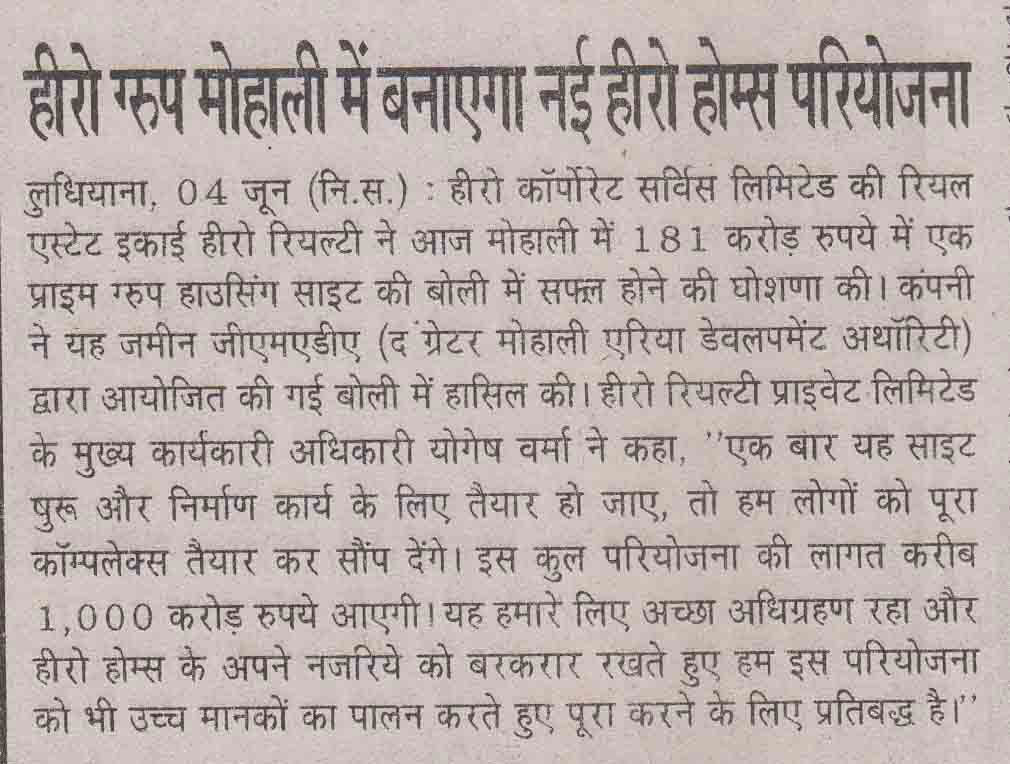 हीरो ग्रुप मोहाली में बनाएगा नई हीरो होम्स परियोजना
लुधियाना, 04 जून (नि.स.) : हीरो कॉर्पोरेट सर्विस लिमिटेड की रियल
एस्टेट इकाई हीरो रियल्टी ने आज मोहाली में 181 करोड़ रुपये में एक
प्राइम ग्रुप हाउसिंग साइट की बोली में सफ्ल होने की घोशणा की। कंपनी
ने यह जमीन जीएमएडीए (द ग्रेटर मोहाली एरिया डेवलपमेंट अथॉरिटी)
द्वारा आयोजित की गई बोली में हासिल की। हीरो रियल्टी प्राइवेट लिमिटेड
के मुख्य कार्यकारी अधिकारी योगेष वर्मा ने कहा, ''एक बार यह साइट
षुरू और निर्माण कार्य के लिए तैयार हो जाए, तो हम लोगों को पूरा
कॉम्पलेक्स तैयार कर सौंप देंगे। इस कुल परियोजना की लागत करीब
1,000 करोड़ रुपये आएगी। यह हमारे लिए अच्छा अधिग्रहण रहा और
हीरो होम्स के अपने नजरिये को बरकरार रखते हुए हम इस परियोजना
को भी उच्च मानकों का पालन करते हुए पूरा करने के लिए प्रतिबद्ध है।''